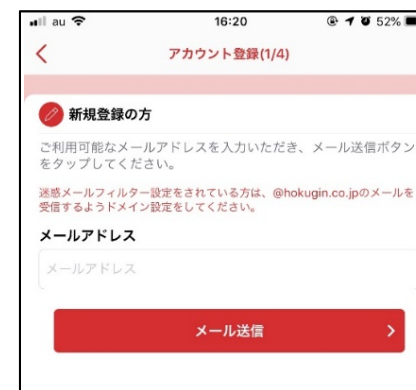 au 16:20 52%
アカウント登録(1/4)
新規登録の方
ご利用可能なメールアドレスを入力いただき、メール送信ボタン
をタップしてください。
迷惑メールフィルター設定をされている方は、@hokugin.co.jpのメールを
受信するようドメイン設定をしてください。
メールアドレス
メールアドレス
メール送信